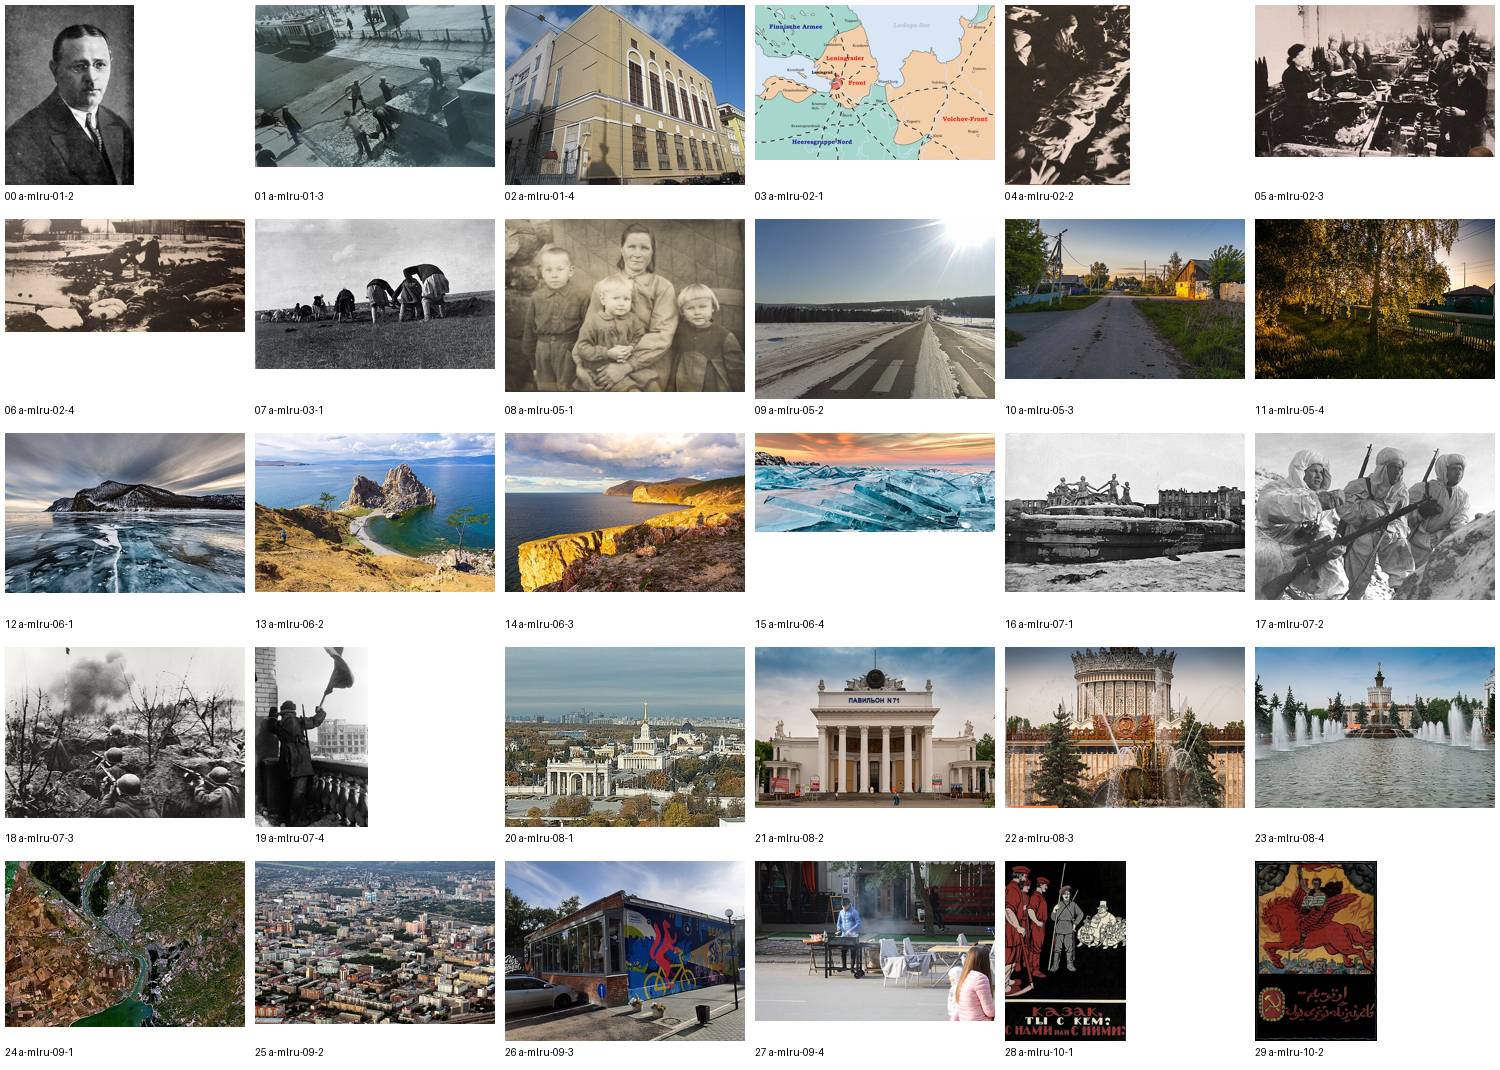 00 a-mlru-01-2
01 a-mlru-01-3
02 a-mlru-01-4
Finnische Armee
Ladoga-See
Leningrader
Leningrad
Front
Volchov-Front
Heeresgruppe Nord
03 a-mlru-02-1
04 a-mlru-02-2
05 a-mlru-02-3
06 a-mlru-02-4
07 a-mlru-03-1
08 a-mlru-05-1
09 a-mlru-05-2
10 a-mlru-05-3
11 a-mlru-05-4
12 a-mlru-06-1
13 a-mlru-06-2
14 a-mlru-06-3
15 a-mlru-06-4
16 a-mlru-07-1
17 a-mlru-07-2
18 a-mlru-07-3
19 a-mlru-07-4
20 a-mlru-08-1
ПАВИЛЬОН N 71
21 a-mlru-08-2
22 a-mlru-08-3
23 a-mlru-08-4
24 a-mlru-09-1
25 a-mlru-09-2
26 a-mlru-09-3
27 a-mlru-09-4
КАЗАК,
ТЫ С КЕМ?
С НАМИ ИЛИ С НИМИ?
28 a-mlru-10-1
29 a-mlru-10-2